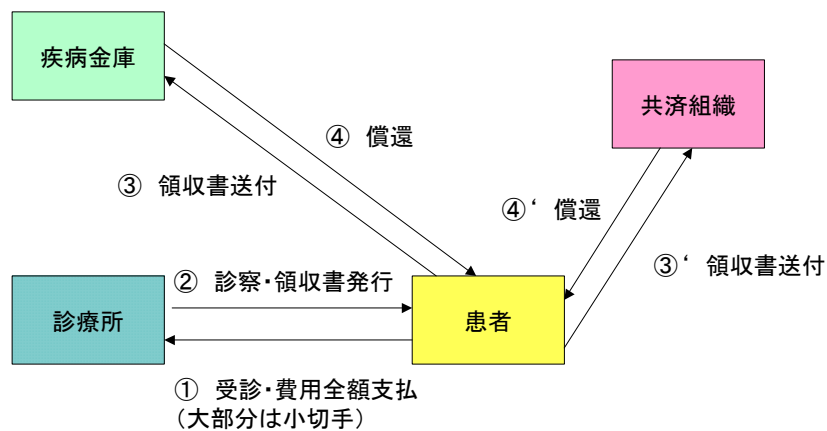 疾病金庫
共済組織
④ 償還
③ 領収書送付
④‘ 償還
③‘ 領収書送付
② 診察・領収書発行
診療所
患者
① 受診・費用全額支払
（大部分は小切手）